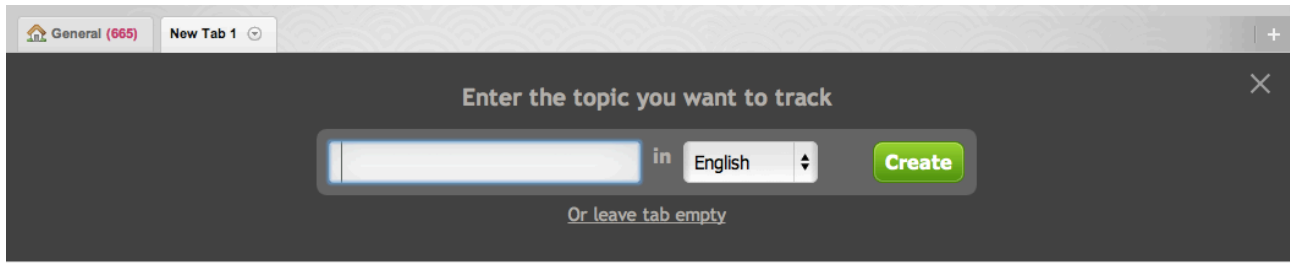 General (665)
New Tab 1
+
Enter the topic you want to track
in English Create
Or leave tab empty